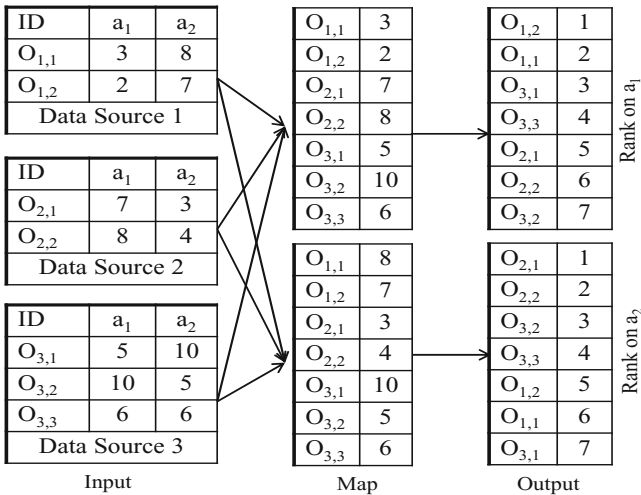 ID a₁ a₂
O₁,₁ 3 8
O₁,₂ 2 7
Data Source 1
ID a₁ a₂
O₂,₁ 7 3
O₂,₂ 8 4
Data Source 2
ID a₁ a₂
O₃,₁ 5 10
O₃,₂ 10 5
O₃,₃ 6 6
Data Source 3
Input
O₁,₁ 3
O₁,₂ 2
O₂,₁ 7
O₂,₂ 8
O₃,₁ 5
O₃,₂ 10
O₃,₃ 6
O₁,₁ 8
O₁,₂ 7
O₂,₁ 3
O₂,₂ 4
O₃,₁ 10
O₃,₂ 5
O₃,₃ 6
Map
O₁,₂ 1
O₁,₁ 2
O₃,₁ 3
O₃,₃ 4
O₂,₁ 5
O₂,₂ 6
O₃,₂ 7
Rank on a₁
O₂,₁ 1
O₂,₂ 2
O₃,₂ 3
O₃,₃ 4
O₁,₂ 5
O₁,₁ 6
O₃,₁ 7
Rank on a₂
Output